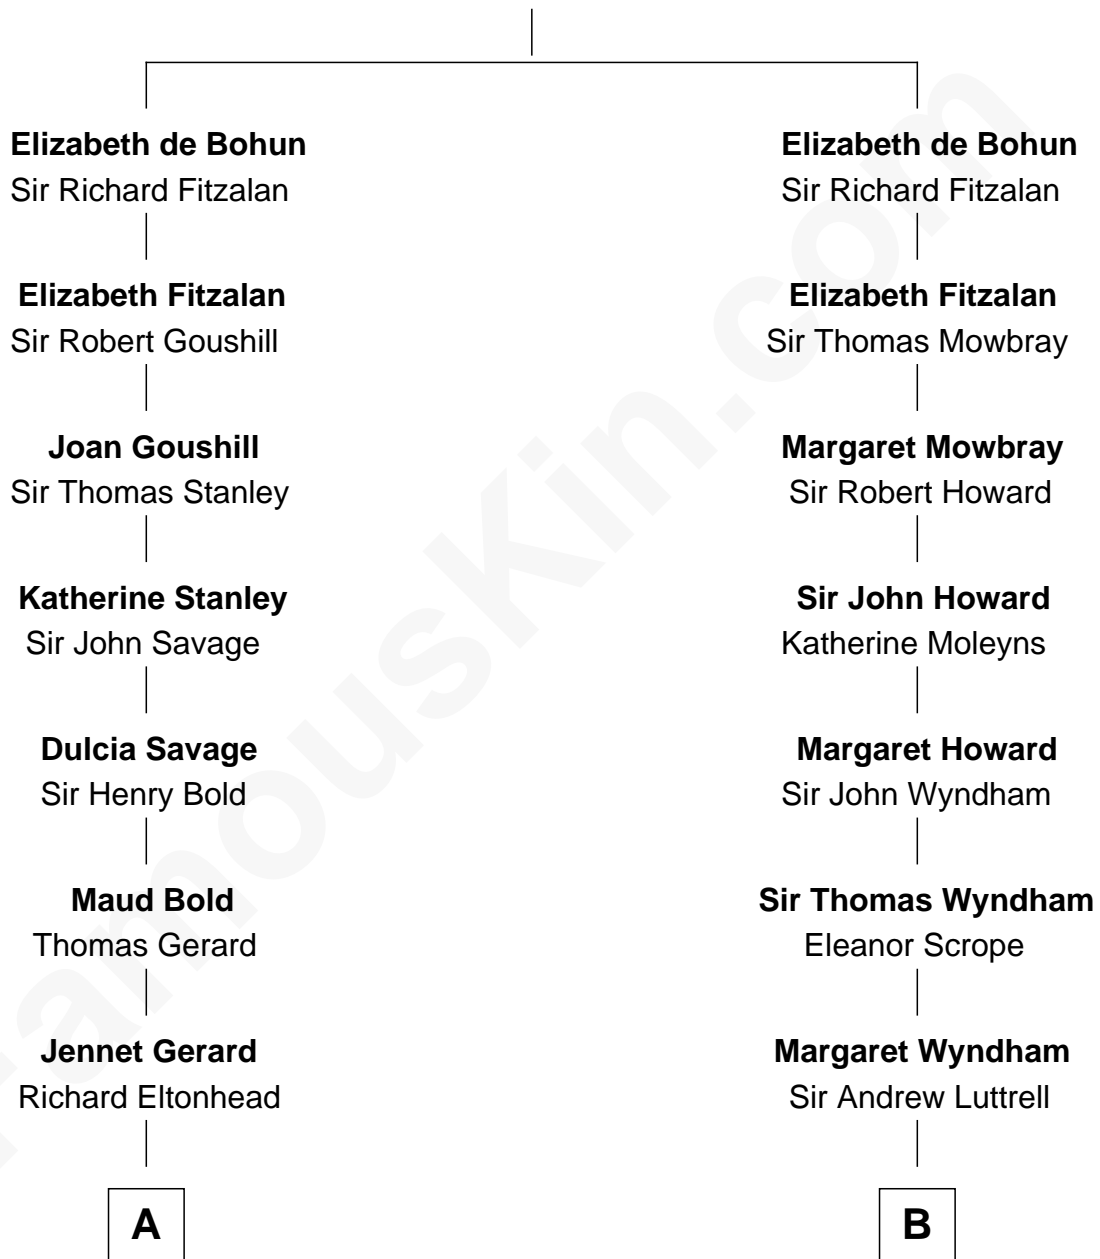 Elizabeth de Bohun
Sir Richard Fitzalan
Elizabeth Fitzalan
Sir Robert Goushill
Joan Goushill
Sir Thomas Stanley
Katherine Stanley
Sir John Savage
Dulcia Savage
Sir Henry Bold
Maud Bold
Thomas Gerard
Jennet Gerard
Richard Eltonhead
A
Elizabeth de Bohun
Sir Richard Fitzalan
Elizabeth Fitzalan
Sir Thomas Mowbray
Margaret Mowbray
Sir Robert Howard
Sir John Howard
Katherine Moleyns
Margaret Howard
Sir John Wyndham
Sir Thomas Wyndham
Eleanor Scrope
Margaret Wyndham
Sir Andrew Luttrell
B
FamousKin.com